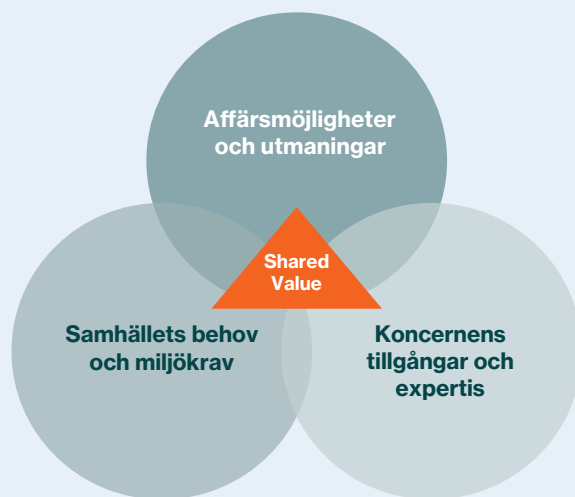 Affärsmöjligheter
och utmaningar
Shared
Value
Samhällets behov
och miljökrav
Koncernens
tillgångar och
expertis